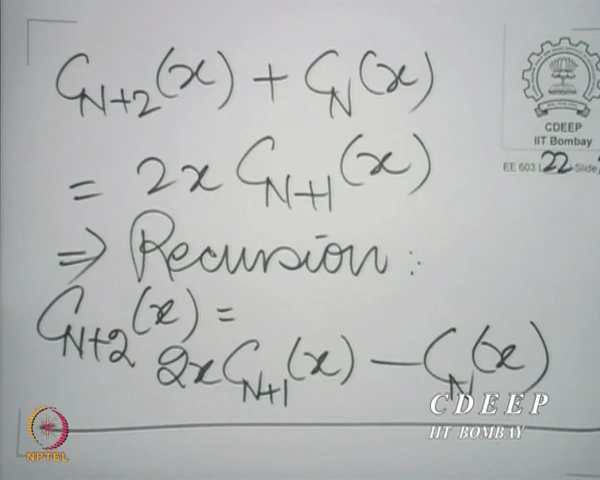 C_{N+2}(x) + C_N(x)
= 2x C_{N+1}(x)
⇒ Recursion :
C_{N+2}(x) =
2x C_{N+1}(x) — C_N(x)
CDEEP
IIT Bombay
EE 603 L 22 Slide
CDEEP
IIT BOMBAY
NPTEL